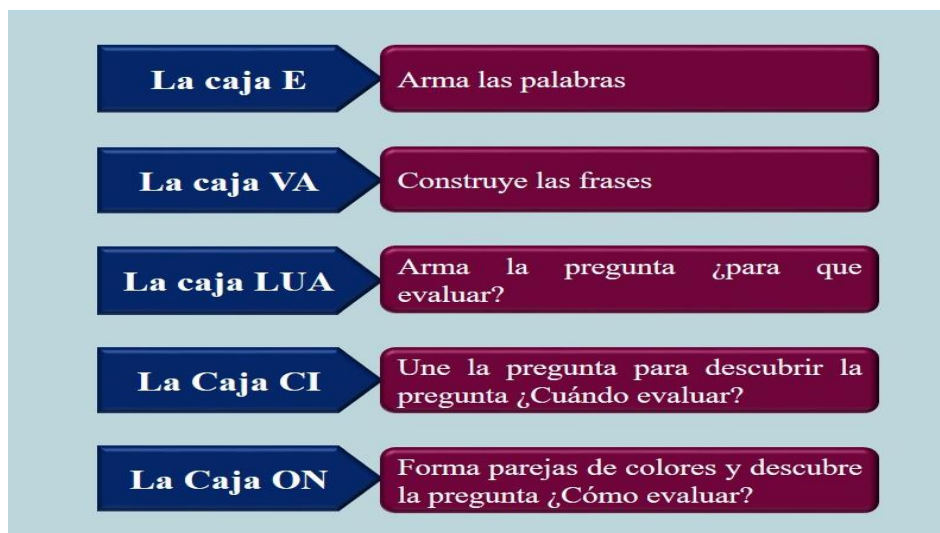 La caja E
Arma las palabras
La caja VA
Construye las frases
La caja LUA
Arma la pregunta ¿para que
evaluar?
La Caja CI
Une la pregunta para descubrir la
pregunta ¿Cuándo evaluar?
La Caja ON
Forma parejas de colores y descubre
la pregunta ¿Cómo evaluar?